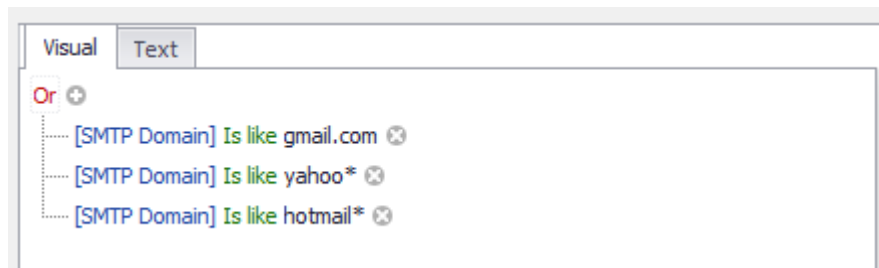 Visual Text
Or
[SMTP Domain] Is like gmail.com
[SMTP Domain] Is like yahoo*
[SMTP Domain] Is like hotmail*